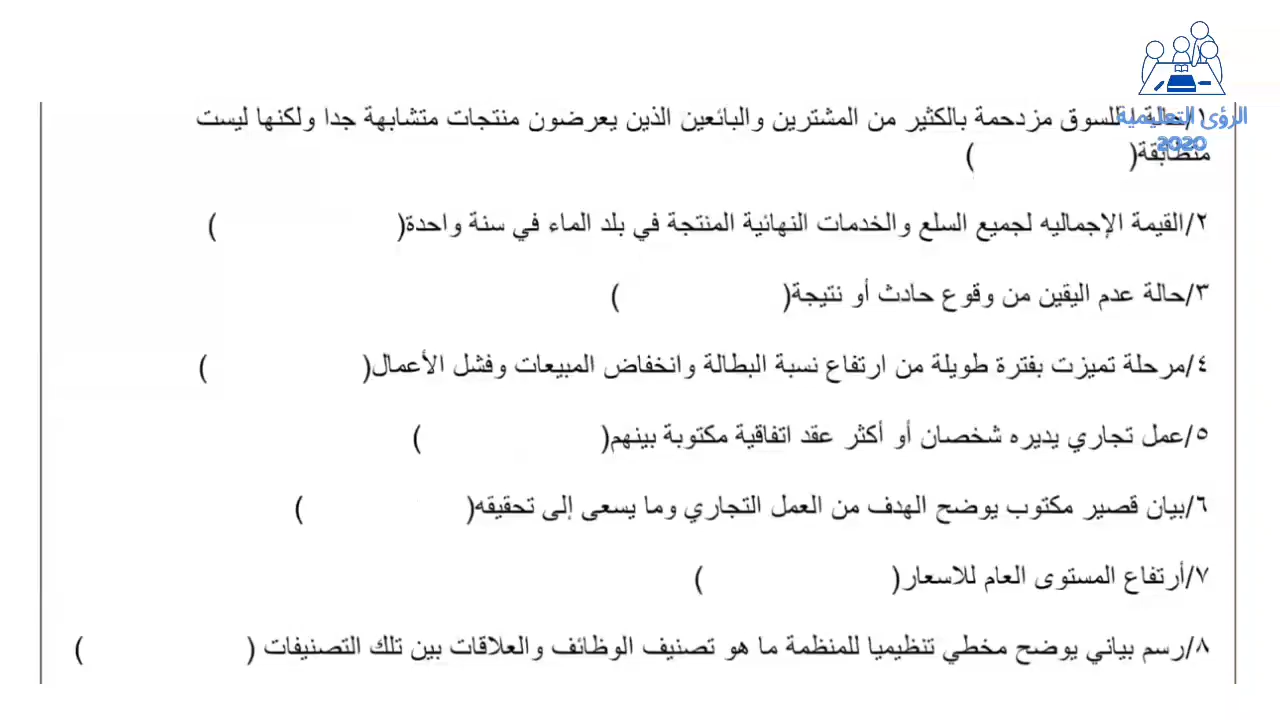 الرؤى التعليمية
2020
١/حالة للسوق مزدحمة بالكثير من المشترين والبائعين الذين يعرضون منتجات متشابهة جدا ولكنها ليست
متطابقة( )
٢/القيمة الإجماليه لجميع السلع والخدمات النهائية المنتجة في بلد الماء في سنة واحدة( )
٣/حالة عدم اليقين من وقوع حادث أو نتيجة( )
٤/مرحلة تميزت بفترة طويلة من ارتفاع نسبة البطالة وانخفاض المبيعات وفشل الأعمال( )
٥/عمل تجاري يديره شخصان أو أكثر عقد اتفاقية مكتوبة بينهم( )
٦/بيان قصير مكتوب يوضح الهدف من العمل التجاري وما يسعى إلى تحقيقه( )
٧/أرتفاع المستوى العام للاسعار( )
٨/رسم بياني يوضح مخطي تنظيميا للمنظمة ما هو تصنيف الوظائف والعلاقات بين تلك التصنيفات ( )